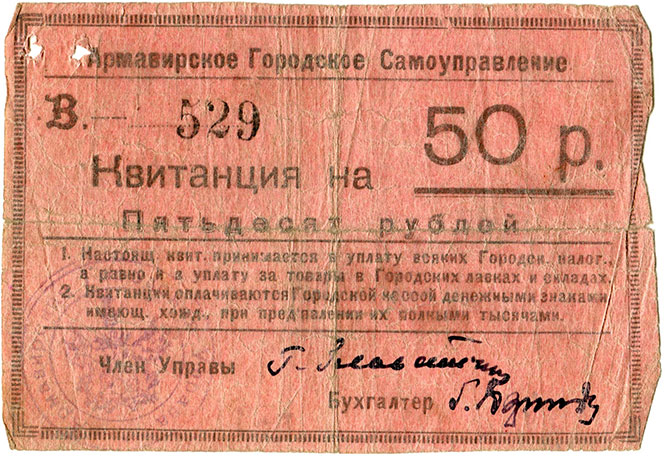 Армавирское Городское Самоуправление
В.— 529
50 р.
Квитанция на
Пятьдесят рублей
1. Настоящ. квит. принимается в уплату всяких Городск. налог.,
а равно и в уплату за товары в Городских лавках и складах.
2. Квитанции оплачиваются Городской кассой денежными знаками
имеющ. хожд., при пред'явлении их полными тысячами.
Член Управы
Бухгалтер